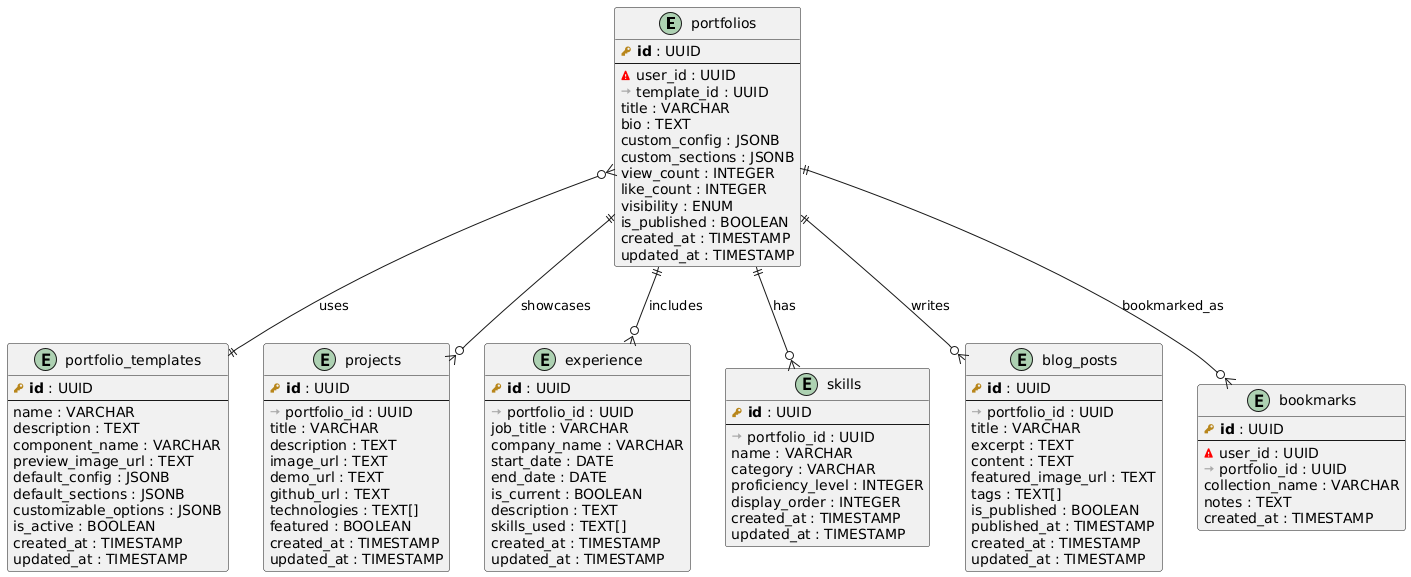 E portfolios
id : UUID
user_id : UUID
template_id : UUID
title : VARCHAR
bio : TEXT
custom_config : JSONB
custom_sections : JSONB
view_count : INTEGER
like_count : INTEGER
visibility : ENUM
is_published : BOOLEAN
created_at : TIMESTAMP
updated_at : TIMESTAMP
uses
showcases
includes
has
writes
bookmarked_as
E portfolio_templates
id : UUID
name : VARCHAR
description : TEXT
component_name : VARCHAR
preview_image_url : TEXT
default_config : JSONB
default_sections : JSONB
customizable_options : JSONB
is_active : BOOLEAN
created_at : TIMESTAMP
updated_at : TIMESTAMP
E projects
id : UUID
portfolio_id : UUID
title : VARCHAR
description : TEXT
image_url : TEXT
demo_url : TEXT
github_url : TEXT
technologies : TEXT[]
featured : BOOLEAN
created_at : TIMESTAMP
updated_at : TIMESTAMP
E experience
id : UUID
portfolio_id : UUID
job_title : VARCHAR
company_name : VARCHAR
start_date : DATE
end_date : DATE
is_current : BOOLEAN
description : TEXT
skills_used : TEXT[]
created_at : TIMESTAMP
updated_at : TIMESTAMP
E skills
id : UUID
portfolio_id : UUID
name : VARCHAR
category : VARCHAR
proficiency_level : INTEGER
display_order : INTEGER
created_at : TIMESTAMP
updated_at : TIMESTAMP
E blog_posts
id : UUID
portfolio_id : UUID
title : VARCHAR
excerpt : TEXT
content : TEXT
featured_image_url : TEXT
tags : TEXT[]
is_published : BOOLEAN
published_at : TIMESTAMP
created_at : TIMESTAMP
updated_at : TIMESTAMP
E bookmarks
id : UUID
user_id : UUID
portfolio_id : UUID
collection_name : VARCHAR
notes : TEXT
created_at : TIMESTAMP